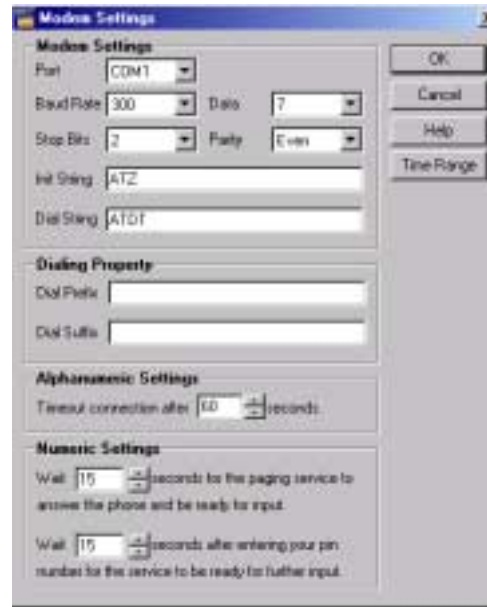 Modem Settings
Modem Settings
Port COM1
Baud Rate 300 Data 7
Stop Bits 2 Parity Even
Init String ATZ
Dial String ATDT
OK
Cancel
Help
Time Range
Dialing Property
Dial Prefix
Dial Suffix
Alphanumeric Settings
Timeout connection after 60 seconds.
Numeric Settings
Wait 15 seconds for the paging service to
answer the phone and be ready for input.
Wait 15 seconds after entering your pin
number for the service to be ready for further input.